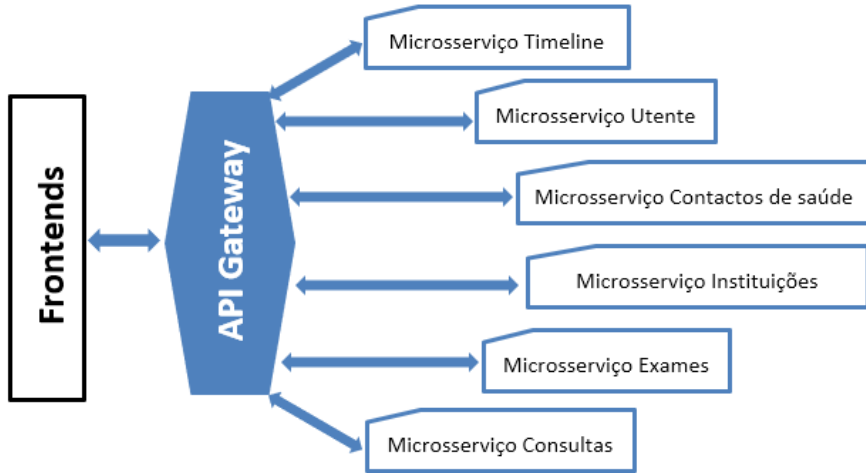 Frontends
API Gateway
Microsserviço Timeline
Microsserviço Utente
Microsserviço Contactos de saúde
Microsserviço Instituições
Microsserviço Exames
Microsserviço Consultas